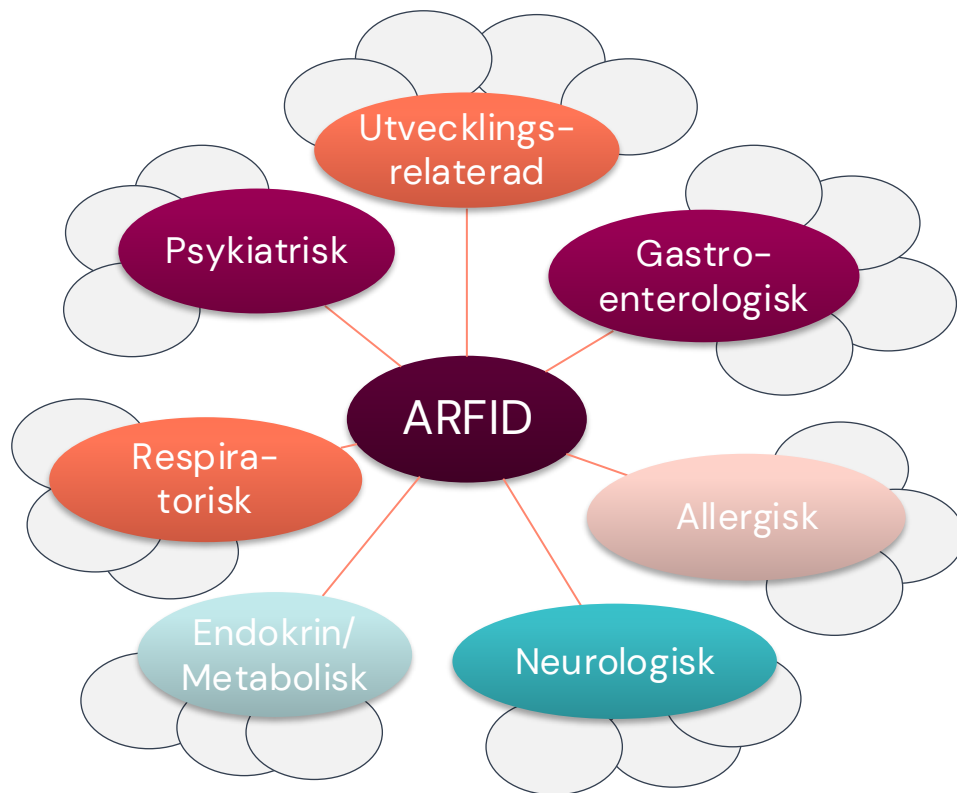 Utvecklings-
relaterad
Psykiatrisk
Gastro-
enterologisk
ARFID
Respira-
torisk
Allergisk
Endokrin/
Metabolisk
Neurologisk